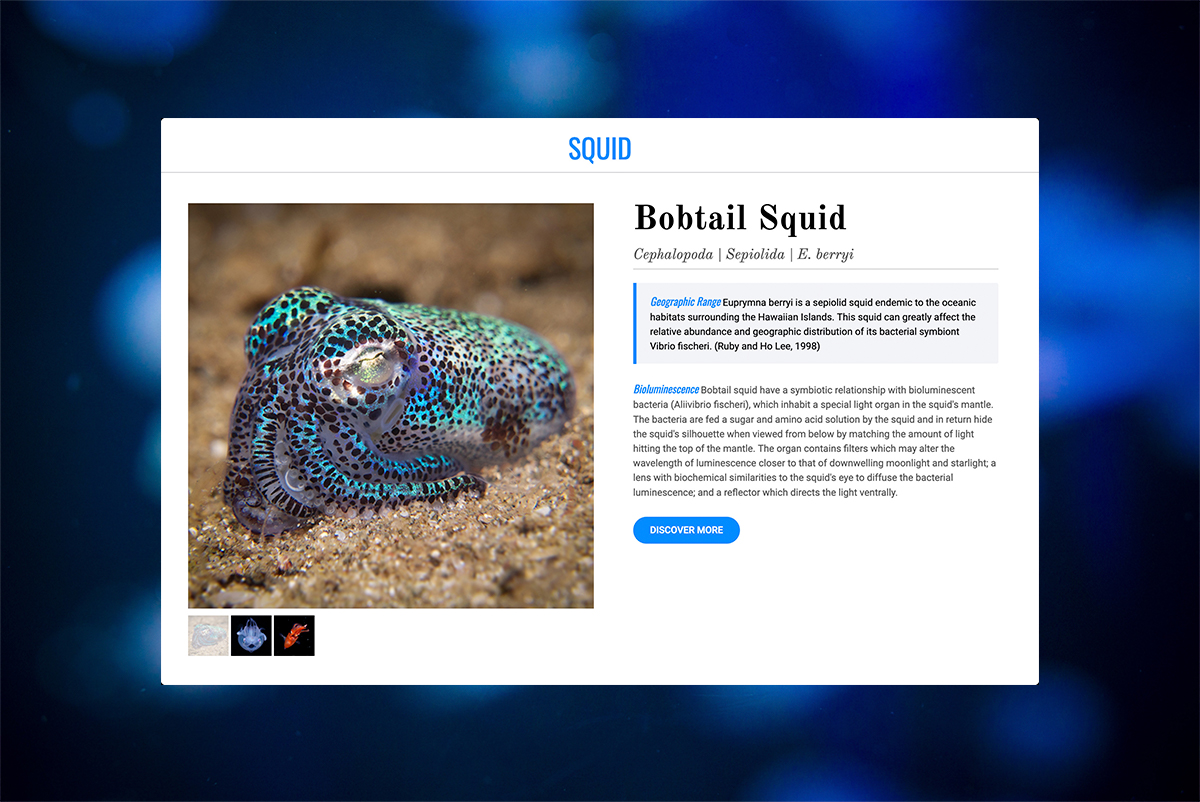 SQUID
Bobtail Squid
Cephalopoda | Sepiolida | E. berryi
Geographic Range Euprymna berryi is a sepiolid squid endemic to the oceanic
habitats surrounding the Hawaiian Islands. This squid can greatly affect the
relative abundance and geographic distribution of its bacterial symbiont
Vibrio fischeri. (Ruby and Ho Lee, 1998)
Bioluminescence Bobtail squid have a symbiotic relationship with bioluminescent
bacteria (Aliivibrio fischeri), which inhabit a special light organ in the squid's mantle.
The bacteria are fed a sugar and amino acid solution by the squid and in return hide
the squid's silhouette when viewed from below by matching the amount of light
hitting the top of the mantle. The organ contains filters which may alter the
wavelength of luminescence closer to that of downwelling moonlight and starlight; a
lens with biochemical similarities to the squid's eye to diffuse the bacterial
luminescence; and a reflector which directs the light ventrally.
DISCOVER MORE